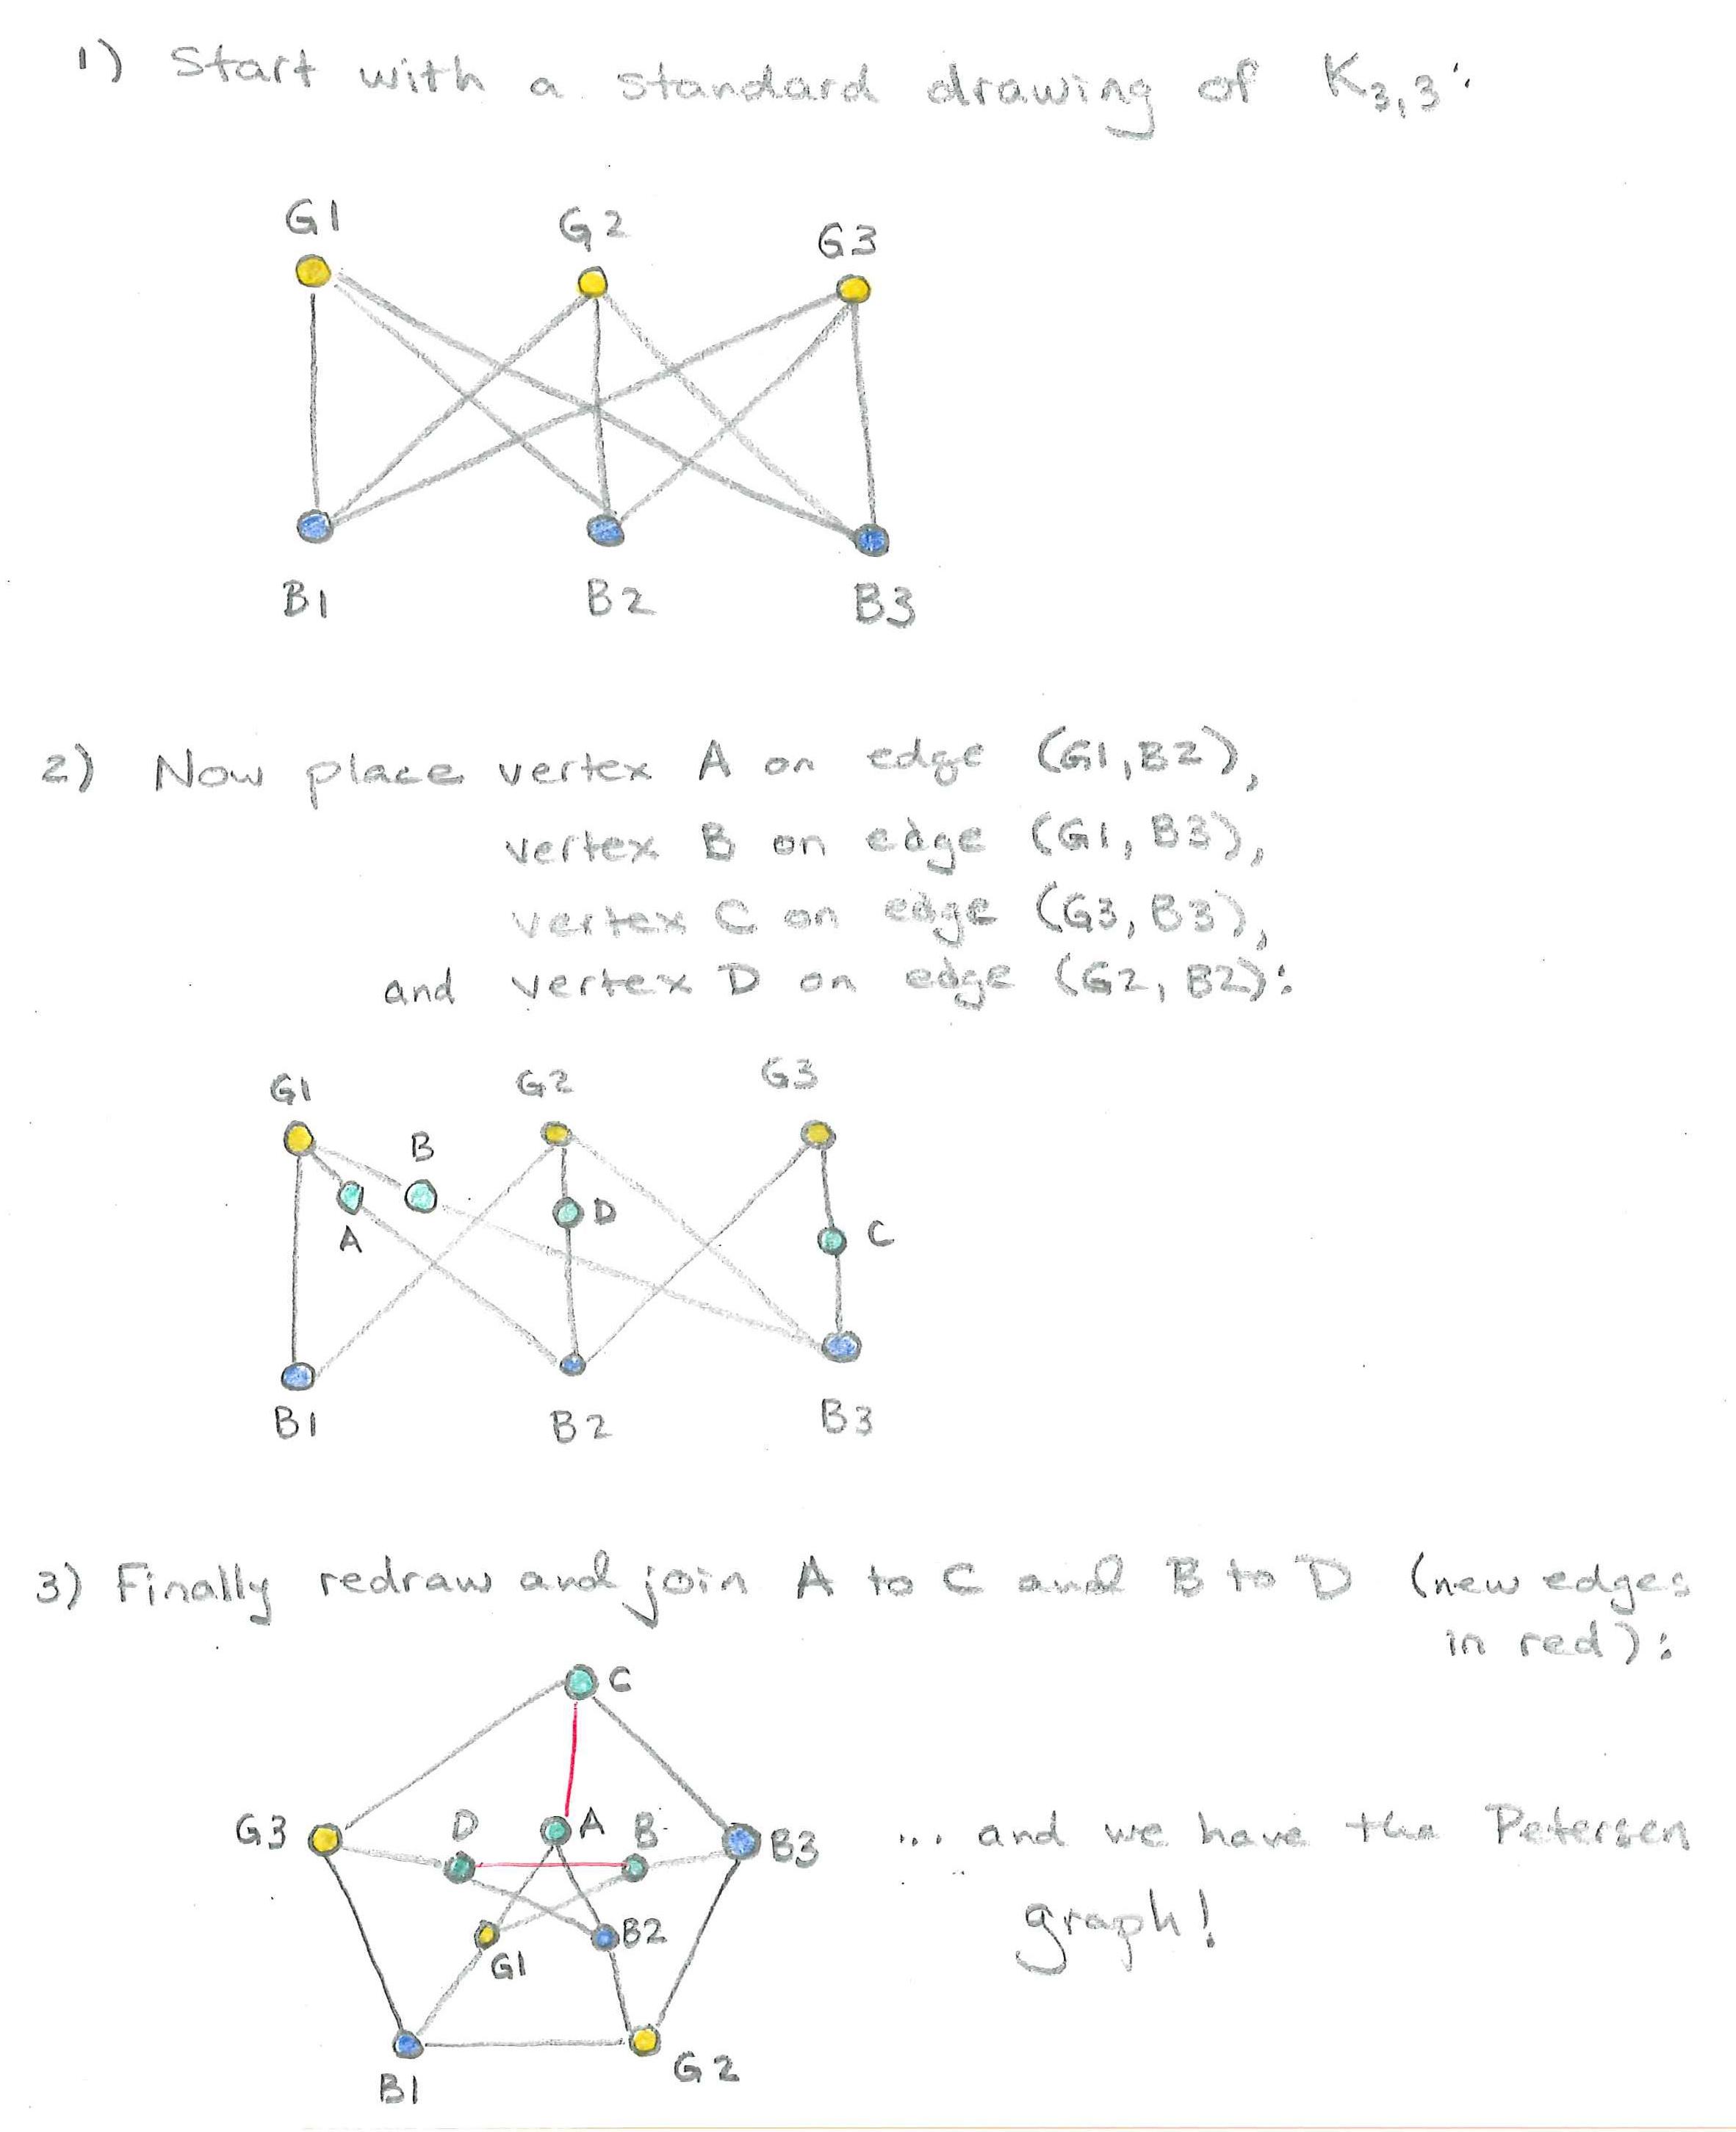 1) Start with a standard drawing of K3,3:
G1 G2 G3
B1 B2 B3
2) Now place vertex A on edge (G1,B2),
vertex B on edge (G1, B3),
vertex C on edge (G3, B3),
and vertex D on edge (G2, B2):
G1 G2 G3
B
A D C
B1 B2 B3
3) Finally redraw and join A to C and B to D (new edges
in red):
C
G3 D A B B3 ... and we have the Petersen
graph!
B2
G1
B1 G2